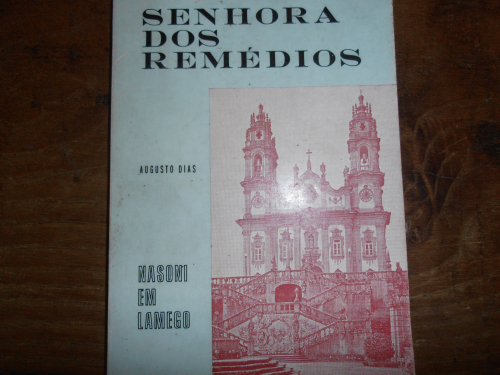 SENHORA
DOS
REMÉDIOS
AUGUSTO DIAS
NASONI
EM
LAMEGO